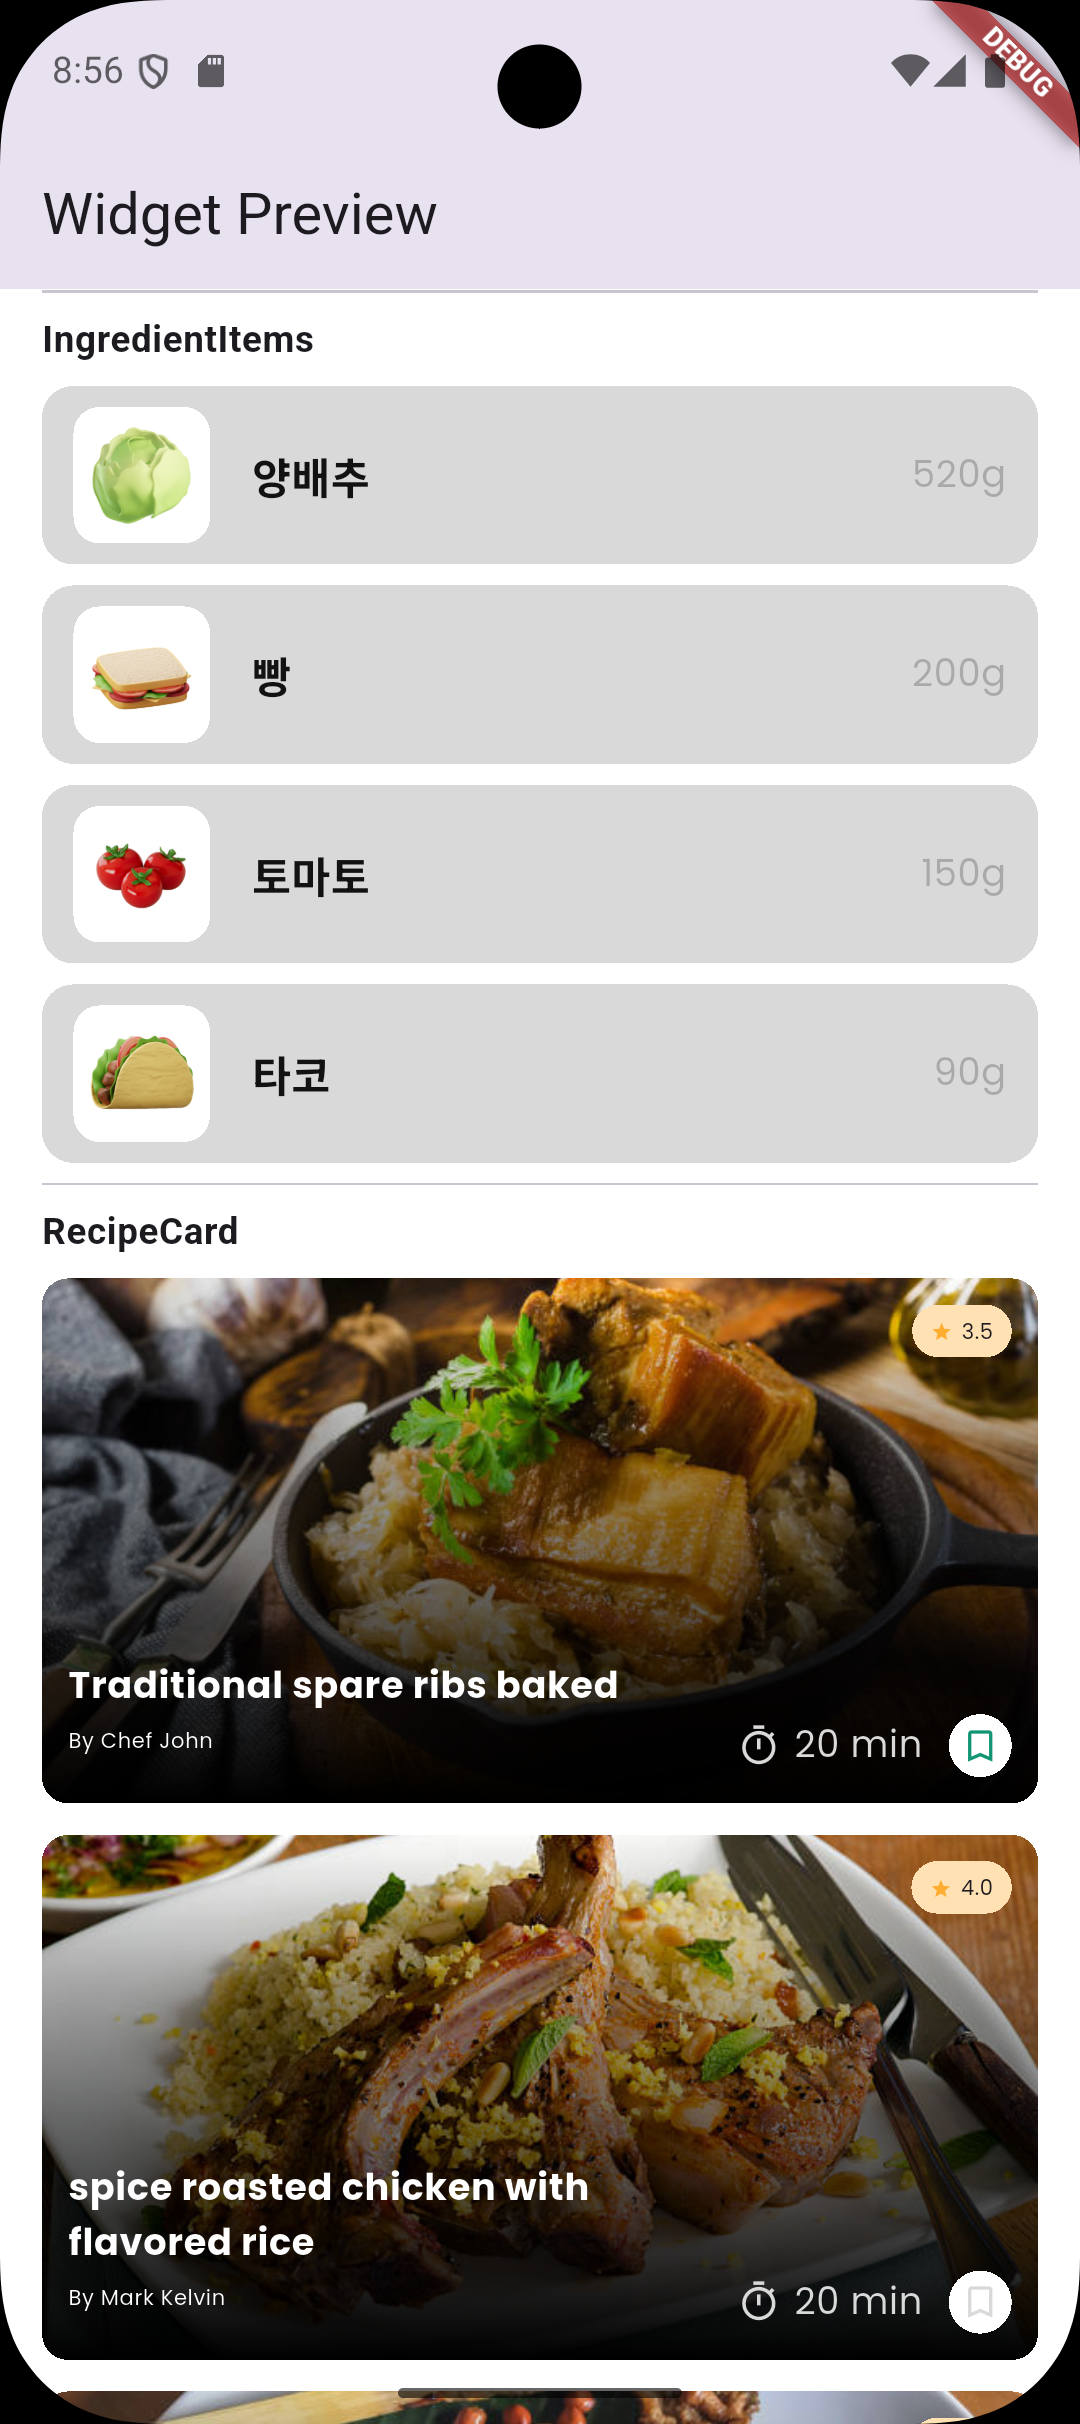 8:56
DEBUG
Widget Preview
IngredientItems
양배추
520g
빵
200g
토마토
150g
타코
90g
RecipeCard
3.5
Traditional spare ribs baked
By Chef John
20 min
4.0
spice roasted chicken with
flavored rice
By Mark Kelvin
20 min